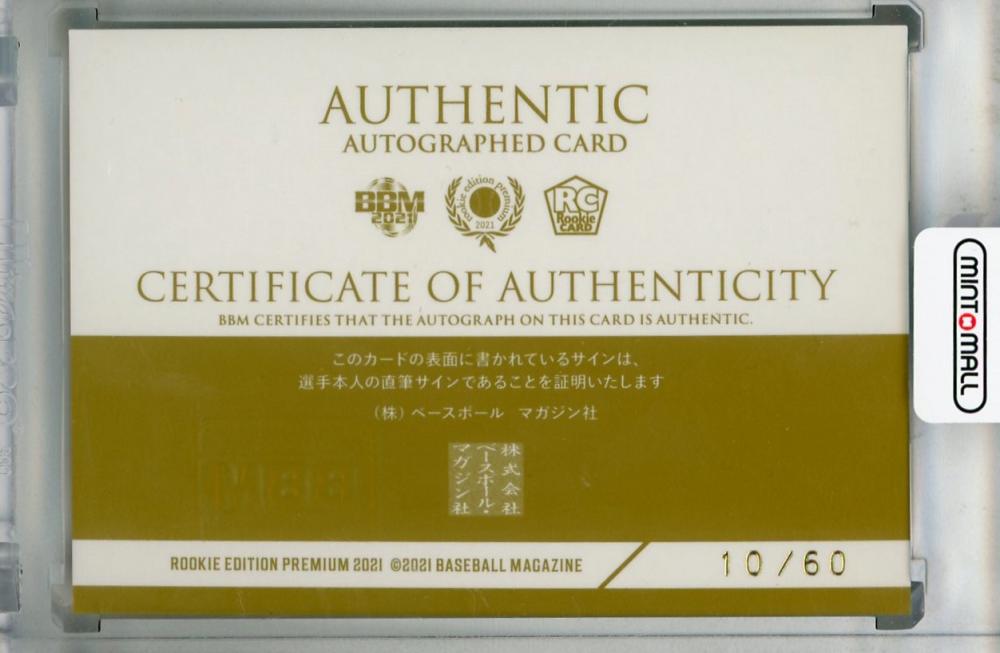 AUTHENTIC
AUTOGRAPHED CARD
BBM
2021
rookie edition premium
2021
RC
Rookie
CARD
CERTIFICATE OF AUTHENTICITY
BBM CERTIFIES THAT THE AUTOGRAPH ON THIS CARD IS AUTHENTIC.
このカードの表面に書かれているサインは、
選手本人の直筆サインであることを証明いたします
（株）ベースボール マガジン社
株式会社
ベースボール・
マガジン社
ROOKIE EDITION PREMIUM 2021 ©2021 BASEBALL MAGAZINE
10/60
MINTOMALL